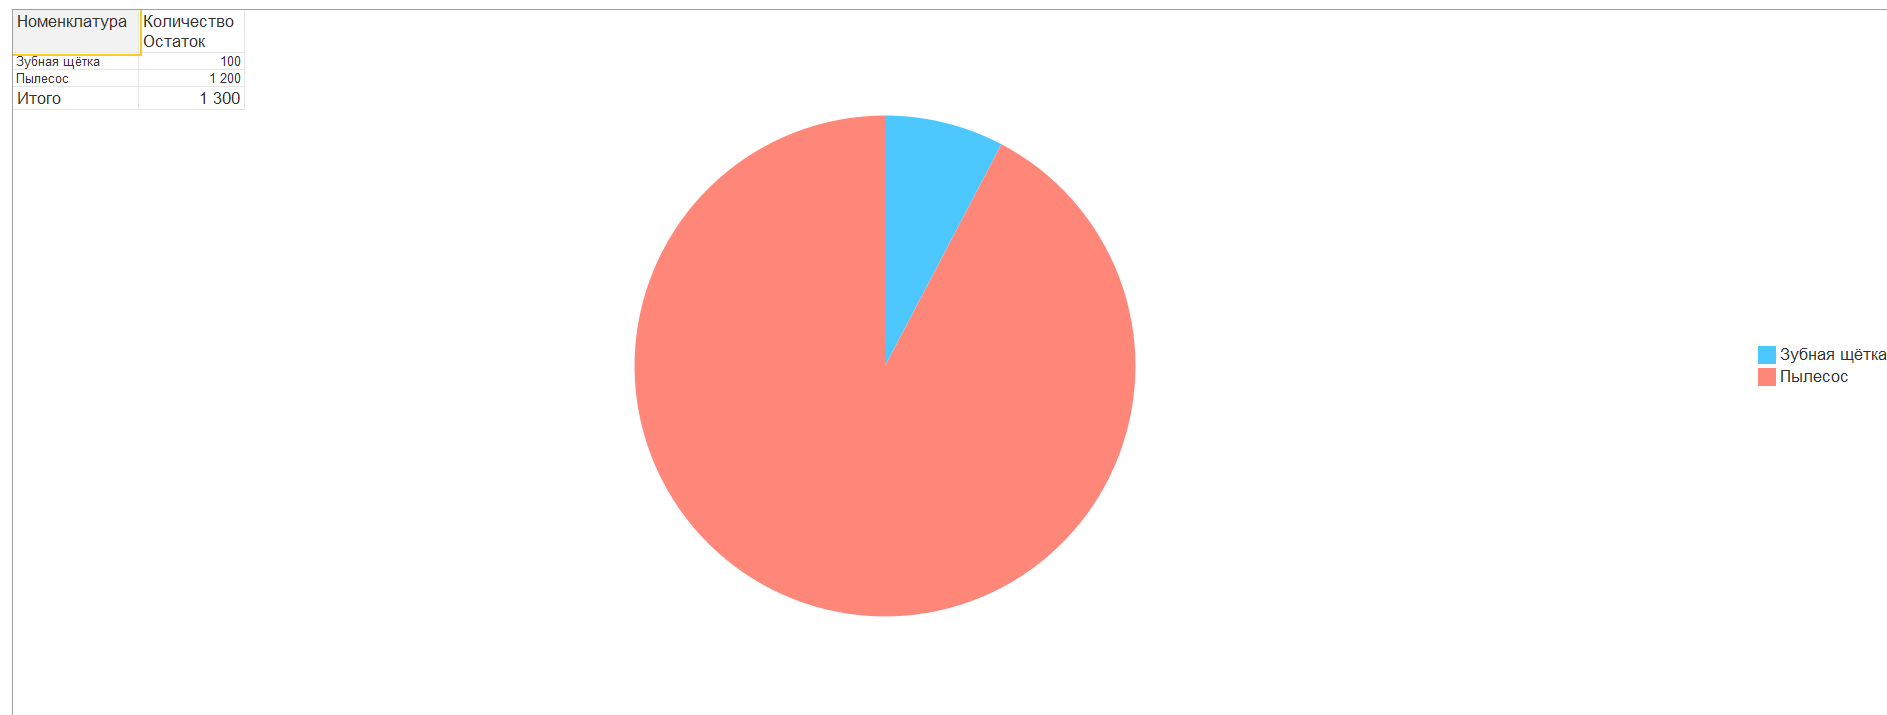 Номенклатура Количество
Остаток
Зубная щётка 100
Пылесос 1 200
Итого 1 300
Зубная щётка
Пылесос